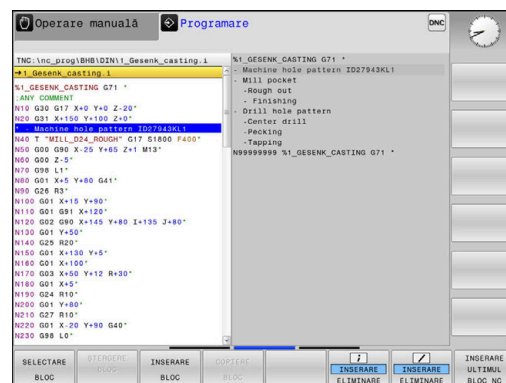 Operare manuală
Programare
DNC
TNC:\nc_prog\BHB\DIN\1_Gesenk_casting.i
→1_Gesenk_casting.i
%1_GESENK_CASTING G71 *
;ANY COMMENT
N10 G30 G17 X+0 Y+0 Z-20*
N20 G31 X+150 Y+100 Z+0*
* - Machine hole pattern ID27943KL1
N40 T "MILL_D24_ROUGH" G17 S1800 F400*
N50 G00 G90 X-25 Y+65 Z+1 M13*
N60 G00 Z-5*
N70 G98 L1*
N80 G01 X+5 Y+80 G41*
N90 G26 R3*
N100 G01 X+15 Y+90*
N110 G01 G91 X+120*
N120 G02 G90 X+145 Y+80 I+135 J+80*
N130 G01 Y+50*
N140 G25 R20*
N150 G01 X+130 Y+5*
N160 G01 X+100*
N170 G03 X+50 Y+12 R+30*
N180 G01 X+5*
N190 G24 R10*
N200 G01 Y+80*
N210 G27 R10*
N220 G01 X-20 Y+90 G40*
N230 G98 L0*
%1_GESENK_CASTING G71 *
- Machine hole pattern ID27943KL1
- Mill pocket
-Rough out
- Finishing
- Drill hole pattern
-Center drill
-Pecking
-Tapping
N99999999 %1_GESENK_CASTING G71 *
SELECTARE
BLOC
ȘTERGERE
BLOC
INSERARE
BLOC
COPIERE
BLOC
INSERARE
ELIMINARE
INSERARE
ELIMINARE
INSERARE
ULTIMUL
BLOC NC